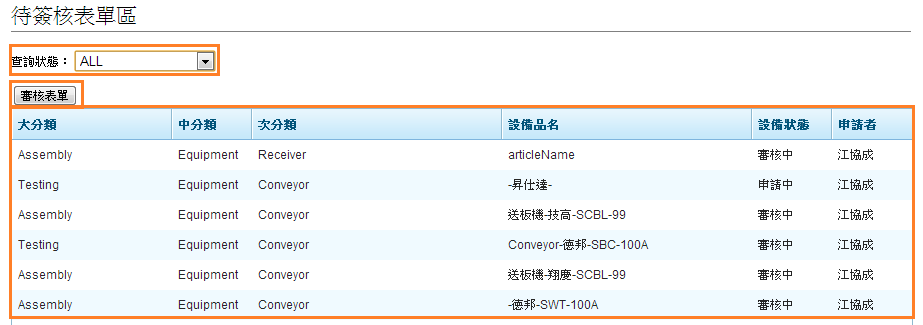 待簽核表單區
查詢狀態： ALL
審核表單
大分類 中分類 次分類 設備品名 設備狀態 申請者
Assembly Equipment Receiver articleName 審核中 江協成
Testing Equipment Conveyor -昇仕達- 申請中 江協成
Assembly Equipment Conveyor 送板機-技高-SCBL-99 審核中 江協成
Testing Equipment Conveyor Conveyor-德邦-SBC-100A 審核中 江協成
Assembly Equipment Conveyor 送板機-翔慶-SCBL-99 審核中 江協成
Assembly Equipment Conveyor -德邦-SWT-100A 審核中 江協成